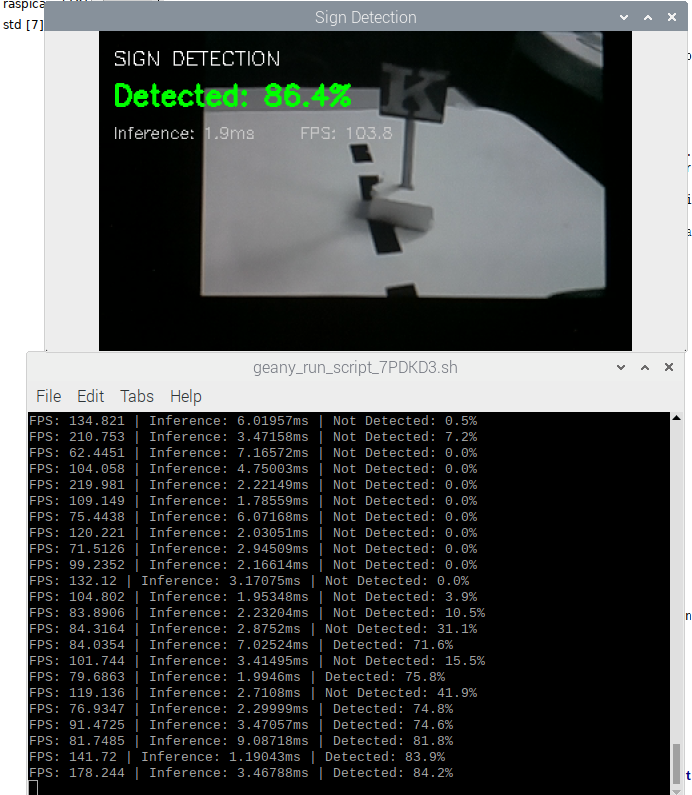 raspica
std [7]
Sign Detection
SIGN DETECTION
Detected: 86.4%
Inference: 1.9ms FPS: 103.8
K
geany_run_script_7PDKD3.sh
File Edit Tabs Help
FPS: 134.821 | Inference: 6.01957ms | Not Detected: 0.5%
FPS: 210.753 | Inference: 3.47158ms | Not Detected: 7.2%
FPS: 62.4451 | Inference: 7.16572ms | Not Detected: 0.0%
FPS: 104.058 | Inference: 4.75003ms | Not Detected: 0.0%
FPS: 219.981 | Inference: 2.22149ms | Not Detected: 0.0%
FPS: 109.149 | Inference: 1.78559ms | Not Detected: 0.0%
FPS: 75.4438 | Inference: 6.07168ms | Not Detected: 0.0%
FPS: 120.221 | Inference: 2.03051ms | Not Detected: 0.0%
FPS: 71.5126 | Inference: 2.94509ms | Not Detected: 0.0%
FPS: 99.2352 | Inference: 2.16614ms | Not Detected: 0.0%
FPS: 132.12 | Inference: 3.17075ms | Not Detected: 0.0%
FPS: 104.802 | Inference: 1.95348ms | Not Detected: 3.9%
FPS: 83.8906 | Inference: 2.23204ms | Not Detected: 10.5%
FPS: 84.3164 | Inference: 2.8752ms | Not Detected: 31.1%
FPS: 84.0354 | Inference: 7.02524ms | Detected: 71.6%
FPS: 101.744 | Inference: 3.41495ms | Not Detected: 15.5%
FPS: 79.6863 | Inference: 1.9946ms | Detected: 75.8%
FPS: 119.136 | Inference: 2.7108ms | Not Detected: 41.9%
FPS: 76.9347 | Inference: 2.29999ms | Detected: 74.8%
FPS: 91.4725 | Inference: 3.47057ms | Detected: 74.6%
FPS: 81.7485 | Inference: 9.08718ms | Detected: 81.8%
FPS: 141.72 | Inference: 1.19043ms | Detected: 83.9%
FPS: 178.244 | Inference: 3.46788ms | Detected: 84.2%